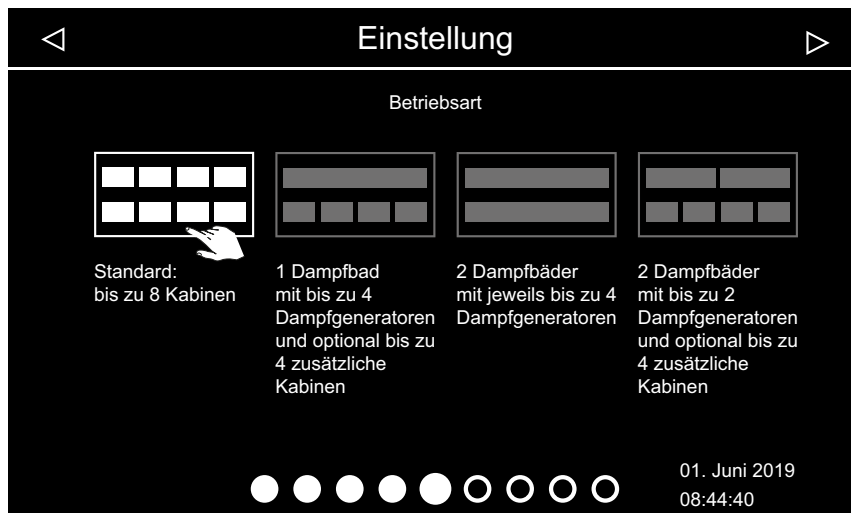 Einstellung
Betriebsart
Standard:
bis zu 8 Kabinen
1 Dampfbad
mit bis zu 4
Dampfgeneratoren
und optional bis zu
4 zusätzliche
Kabinen
2 Dampfbäder
mit jeweils bis zu 4
Dampfgeneratoren
2 Dampfbäder
mit bis zu 2
Dampfgeneratoren
und optional bis zu
4 zusätzliche
Kabinen
01. Juni 2019
08:44:40